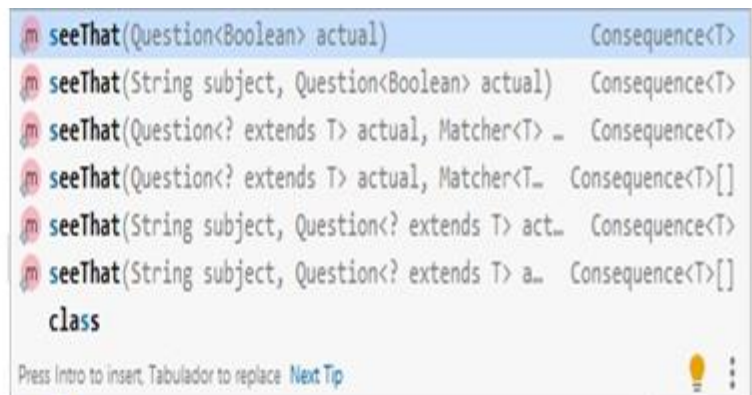 m seeThat(Question<Boolean> actual) Consequence<T>
m seeThat(String subject, Question<Boolean> actual) Consequence<T>
m seeThat(Question<? extends T> actual, Matcher<T> … Consequence<T>
m seeThat(Question<? extends T> actual, Matcher<T… Consequence<T>[]
m seeThat(String subject, Question<? extends T> act… Consequence<T>
m seeThat(String subject, Question<? extends T> a… Consequence<T>[]
class
Press Intro to insert, Tabulador to replace Next Tip